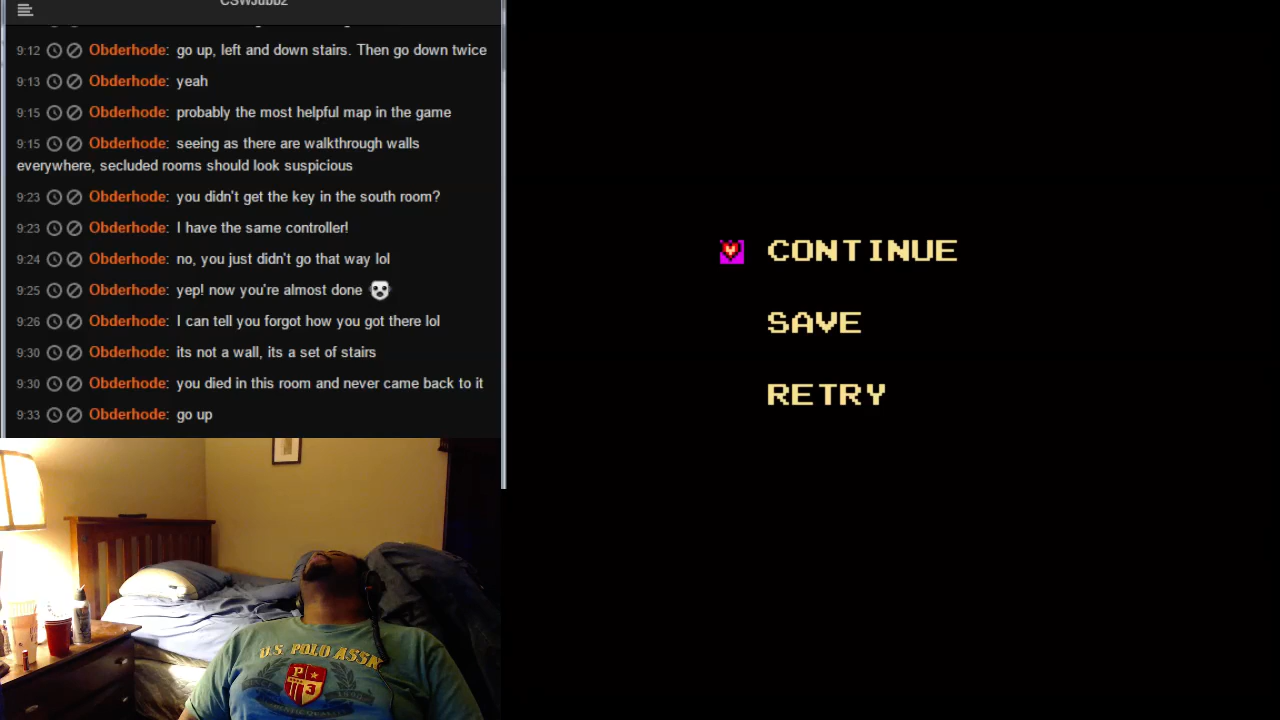 CSWJubb2
9:12 Obderhode: go up, left and down stairs. Then go down twice
9:13 Obderhode: yeah
9:15 Obderhode: probably the most helpful map in the game
9:15 Obderhode: seeing as there are walkthrough walls
everywhere, secluded rooms should look suspicious
9:23 Obderhode: you didn't get the key in the south room?
9:23 Obderhode: I have the same controller!
9:24 Obderhode: no, you just didn't go that way lol
9:25 Obderhode: yep! now you're almost done
9:26 Obderhode: I can tell you forgot how you got there lol
9:30 Obderhode: its not a wall, its a set of stairs
9:30 Obderhode: you died in this room and never came back to it
9:33 Obderhode: go up
CONTINUE
SAVE
RETRY
U.S. POLO ASSN
P
3